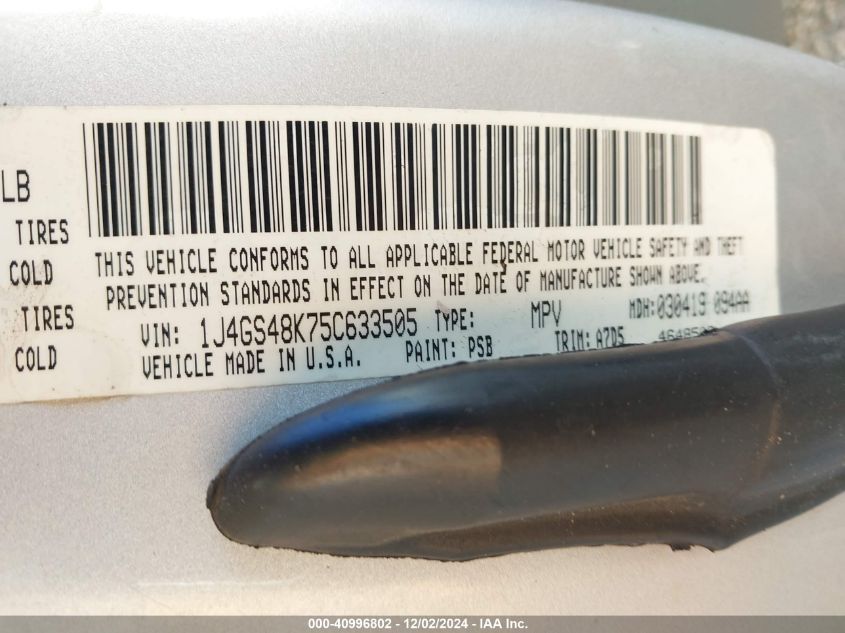 LB
TIRES
COLD
TIRES
COLD
THIS VEHICLE CONFORMS TO ALL APPLICABLE FEDERAL MOTOR VEHICLE SAFETY AND THEFT
PREVENTION STANDARDS IN EFFECT ON THE DATE OF MANUFACTURE SHOWN ABOVE.
VIN: 1J4GS48K75C633505 TYPE: MPV MDH: 030419 094AA
VEHICLE MADE IN U.S.A. PAINT: PSB TRIM: A7D5
000-40996802 - 12/02/2024 - IAA Inc.